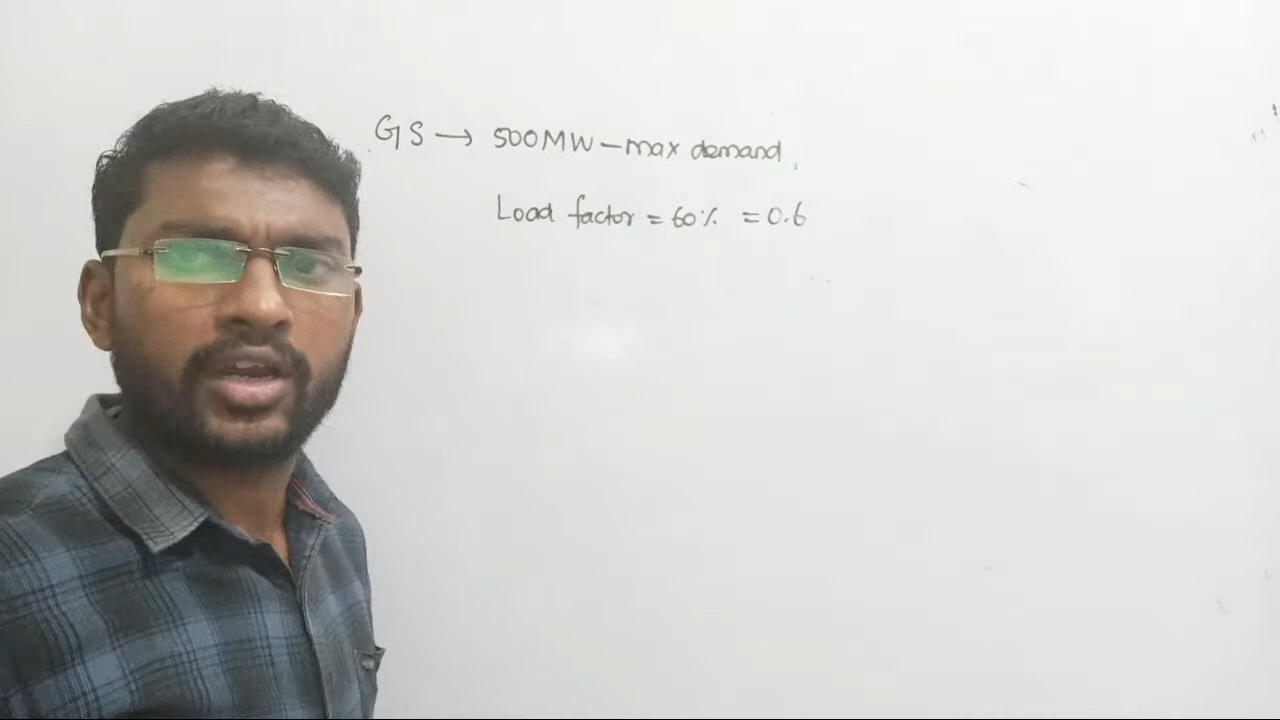 GS → 500MW - max demand.
Load factor = 60% = 0.6